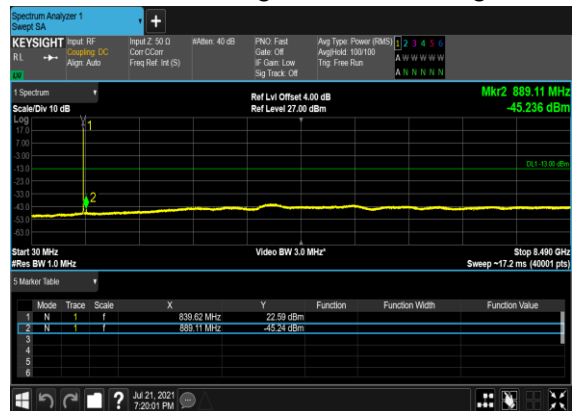 Spectrum Analyzer 1
Swept SA
+
KEYSIGHT Input: RF Input Z: 50 Ω #Atten: 40 dB PNO: Fast Avg Type: Power (RMS) 1 2 3 4 5 6
RL Coupling: DC Corr CCorr Gate: Off Avg|Hold: 100/100 A W W W W W
Align: Auto Freq Ref: Int (S) IF Gain: Low Trig: Free Run
LV Sig Track: Off A N N N N N
1 Spectrum Ref Lvl Offset 4.00 dB Mkr2 889.11 MHz
Scale/Div 10 dB Ref Level 27.00 dBm -45.236 dBm
Log
17.0 1
7.00
-3.00
-13.0 DL1 -13.00 dBm
-23.0
-33.0
-43.0 2
-53.0
-63.0
Start 30 MHz Video BW 3.0 MHz* Stop 8.490 GHz
#Res BW 1.0 MHz Sweep ~17.2 ms (40001 pts)
5 Marker Table
Mode Trace Scale X Y Function Function Width Function Value
1 N 1 f 839.62 MHz 22.59 dBm
2 N 1 f 889.11 MHz -45.24 dBm
3
4
5
6
? Jul 21, 2021
7:20:01 PM